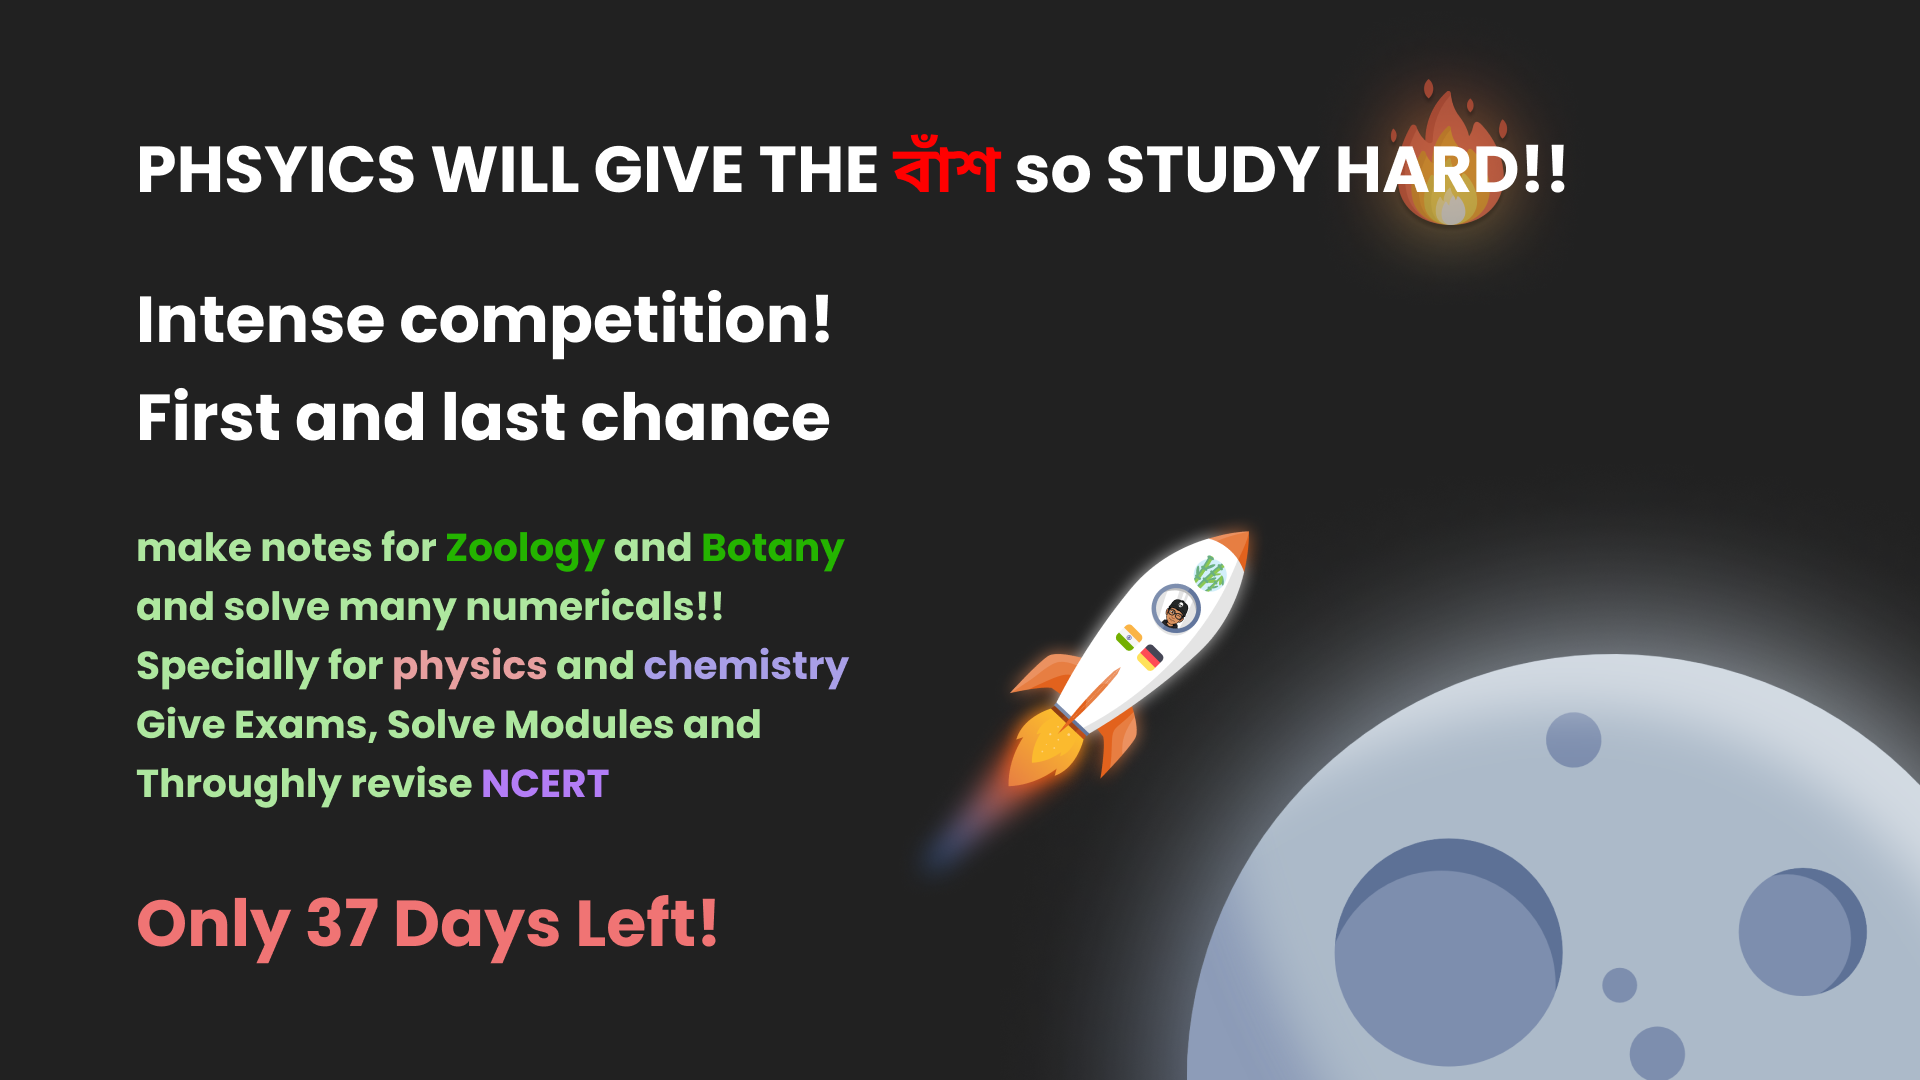 PHSYICS WILL GIVE THE বাঁশ so STUDY HARD!!
Intense competition!
First and last chance
make notes for Zoology and Botany
and solve many numericals!!
Specially for physics and chemistry
Give Exams, Solve Modules and
Throughly revise NCERT
Only 37 Days Left!